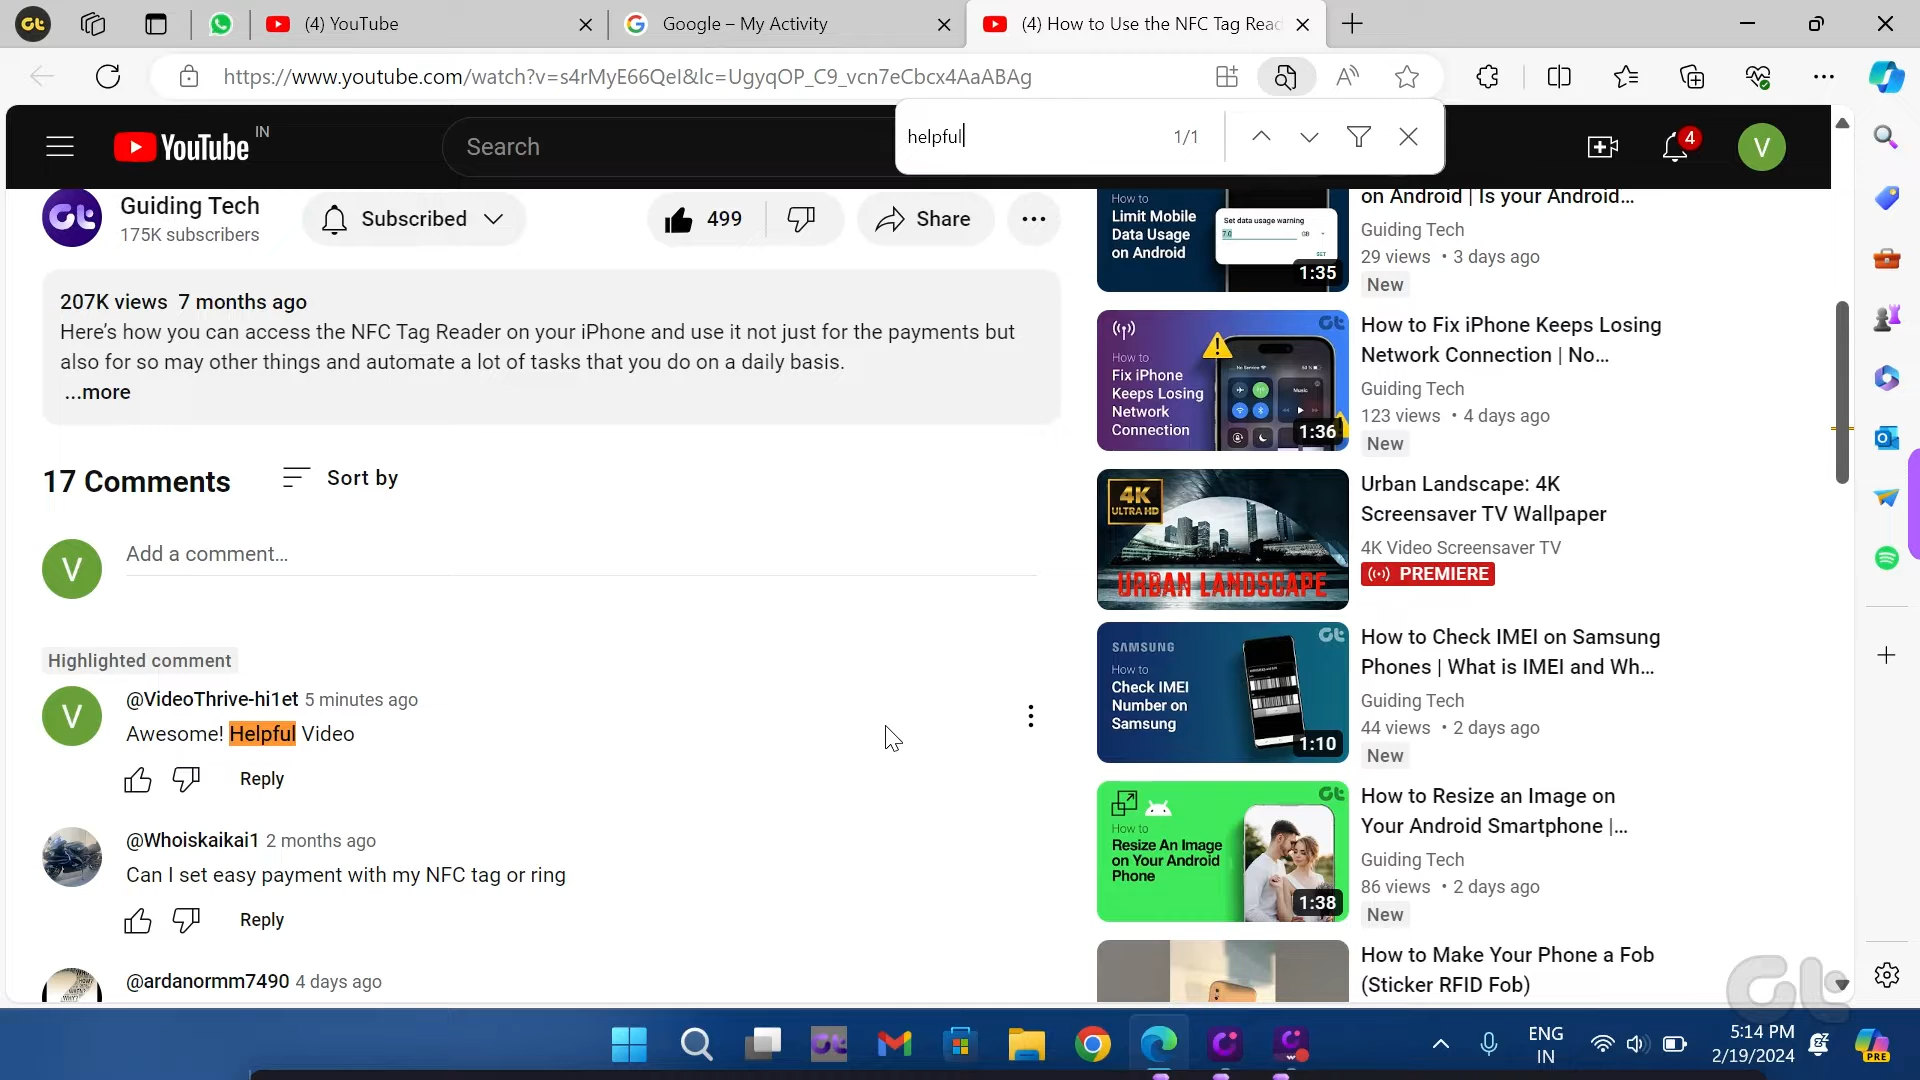 (4) YouTube
Google – My Activity
(4) How to Use the NFC Tag Read
https://www.youtube.com/watch?v=s4rMyE66QeI&lc=UgyqOP_C9_vcn7eCbcx4AaABAg
helpful
1/1
YouTube IN
Search
4
V
Guiding Tech
175K subscribers
Subscribed
499
Share
207K views 7 months ago
Here's how you can access the NFC Tag Reader on your iPhone and use it not just for the payments but
also for so may other things and automate a lot of tasks that you do on a daily basis.
...more
17 Comments
Sort by
V
Add a comment...
Highlighted comment
V
@VideoThrive-hi1et 5 minutes ago
Awesome! Helpful Video
Reply
@Whoiskaikai1 2 months ago
Can I set easy payment with my NFC tag or ring
Reply
@ardanormm7490 4 days ago
How to
Limit Mobile
Data Usage
on Android
Set data usage warning
7.0
GB
SET
1:35
on Android | Is your Android...
Guiding Tech
29 views • 3 days ago
New
How to
Fix iPhone
Keeps Losing
Network
Connection
1:36
How to Fix iPhone Keeps Losing
Network Connection | No...
Guiding Tech
123 views • 4 days ago
New
4K
ULTRA HD
URBAN LANDSCAPE
Urban Landscape: 4K
Screensaver TV Wallpaper
4K Video Screensaver TV
PREMIERE
SAMSUNG
How to
Check IMEI
Number on
Samsung
1:10
How to Check IMEI on Samsung
Phones | What is IMEI and Wh...
Guiding Tech
44 views • 2 days ago
New
How to
Resize An Image
on Your Android
Phone
1:38
How to Resize an Image on
Your Android Smartphone |...
Guiding Tech
86 views • 2 days ago
New
How to Make Your Phone a Fob
(Sticker RFID Fob)
ENG
IN
5:14 PM
2/19/2024
PRE